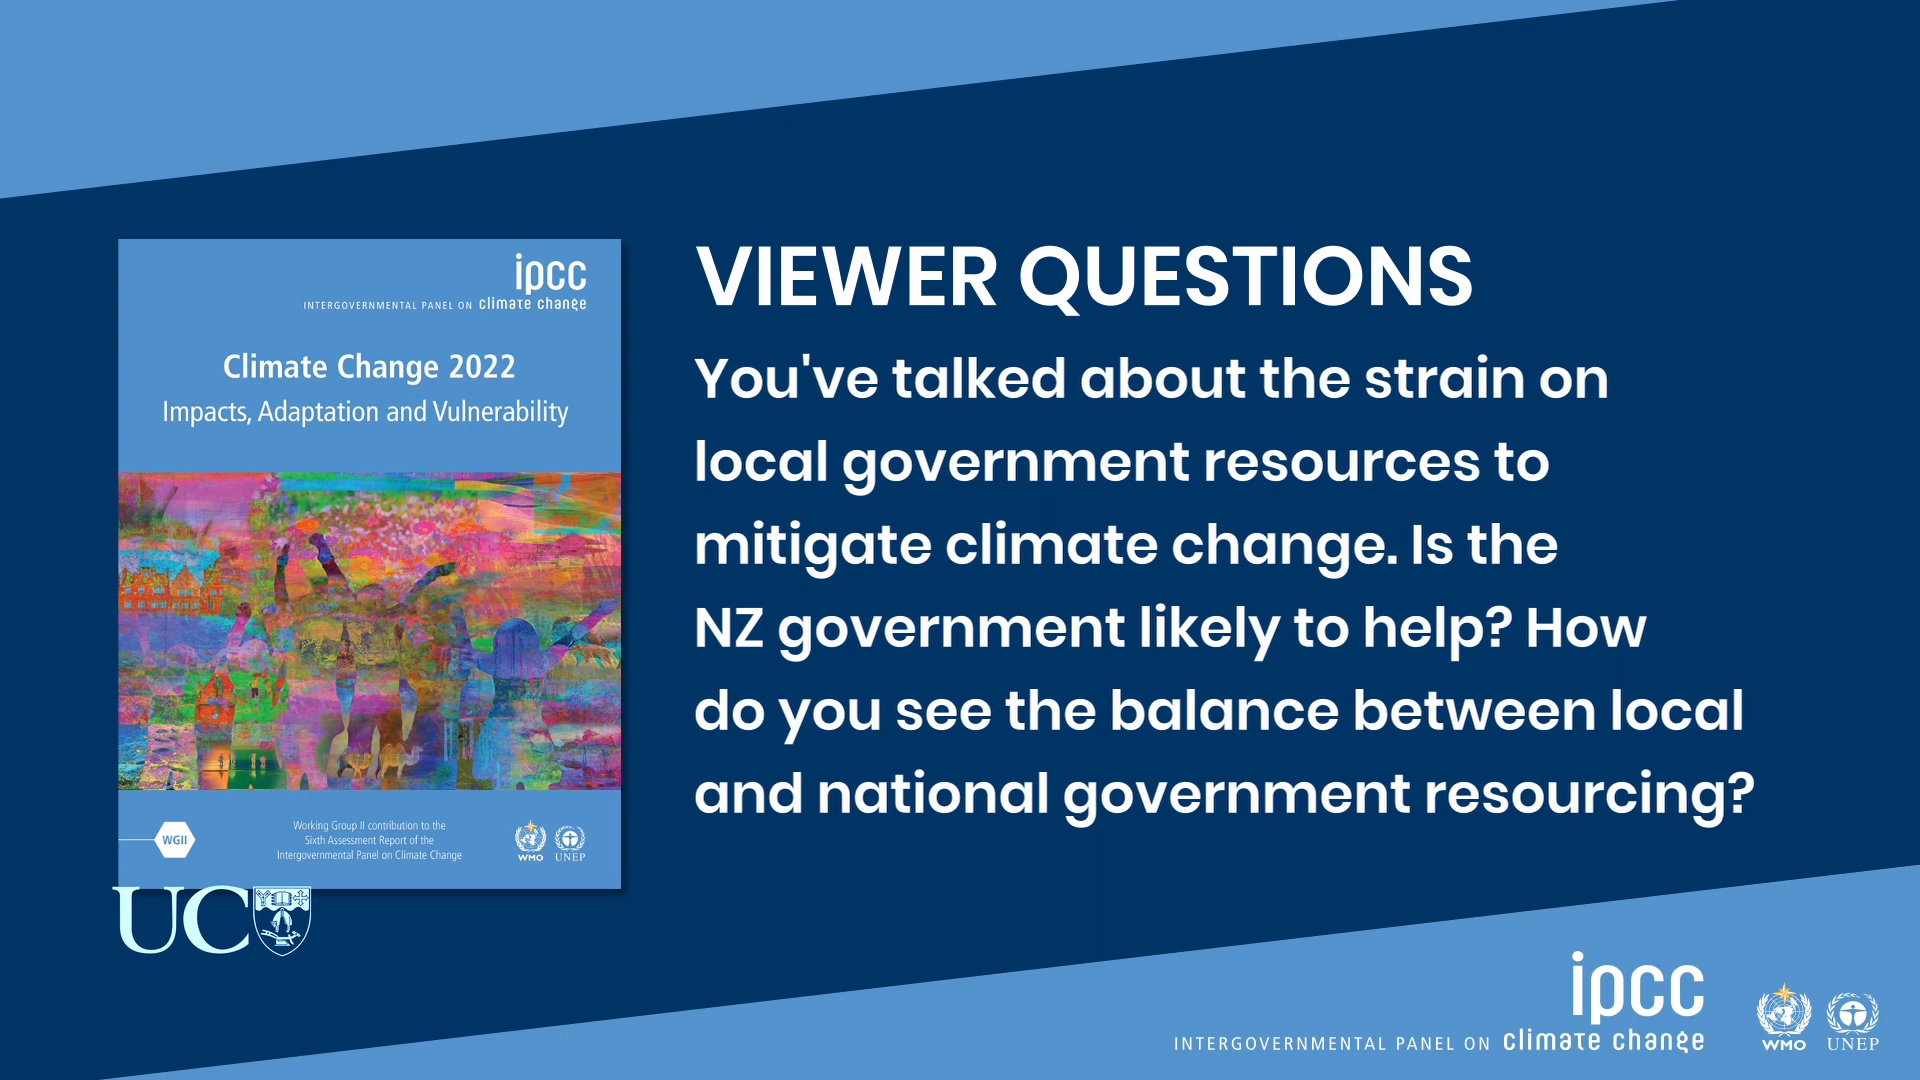 ipcc
INTERGOVERNMENTAL PANEL ON climate change
Climate Change 2022
Impacts, Adaptation and Vulnerability
WGII
Working Group II contribution to the
Sixth Assessment Report of the
Intergovernmental Panel on Climate Change
WMO
UNEP
UC
VIEWER QUESTIONS
You've talked about the strain on
local government resources to
mitigate climate change. Is the
NZ government likely to help? How
do you see the balance between local
and national government resourcing?
ipcc
INTERGOVERNMENTAL PANEL ON climate change
WMO
UNEP